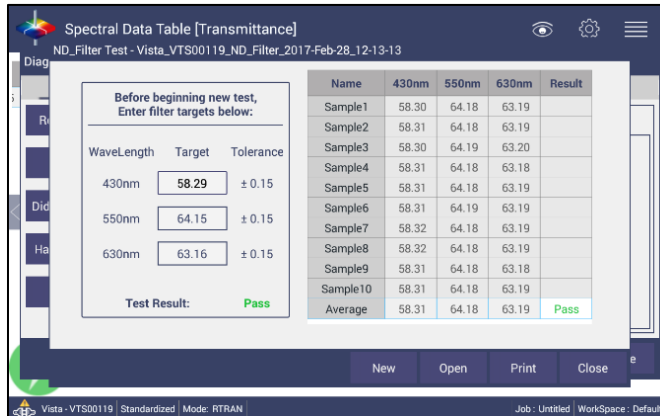 Spectral Data Table [Transmittance]
ND_Filter Test - Vista_VTS00119_ND_Filter_2017-Feb-28_12-13-13
Diag
Before beginning new test,
Enter filter targets below:
WaveLength Target Tolerance
430nm 58.29 ± 0.15
550nm 64.15 ± 0.15
630nm 63.16 ± 0.15
Test Result: Pass
Name 430nm 550nm 630nm Result
Sample1 58.30 64.18 63.19
Sample2 58.31 64.18 63.19
Sample3 58.30 64.19 63.20
Sample4 58.31 64.18 63.18
Sample5 58.31 64.18 63.19
Sample6 58.31 64.19 63.19
Sample7 58.32 64.18 63.19
Sample8 58.32 64.18 63.19
Sample9 58.31 64.18 63.18
Sample10 58.31 64.18 63.19
Average 58.31 64.18 63.19 Pass
Did
Ha
New Open Print Close
Vista - VTS00119 Standardized Mode: RTRAN Job : Untitled WorkSpace : Default